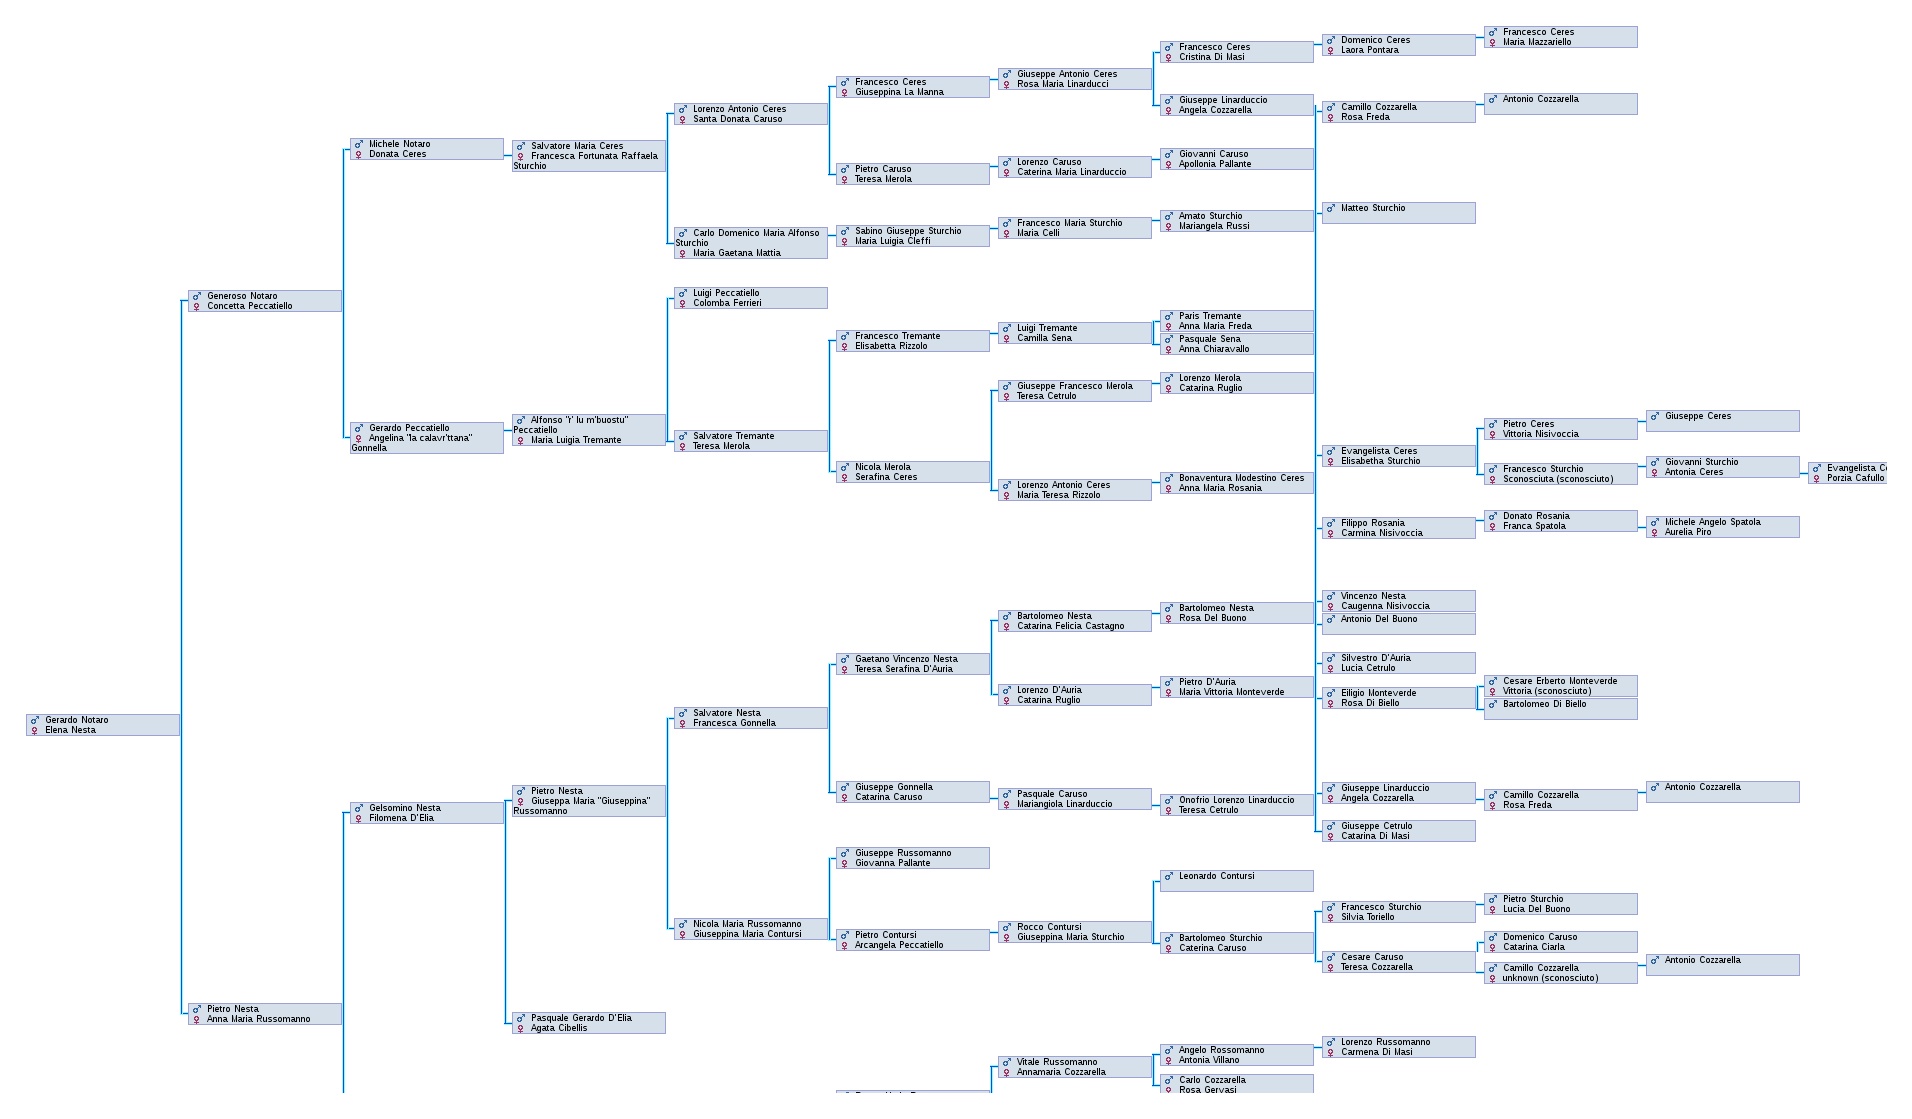 Gerardo Notaro
Elena Nesta
Generoso Notaro
Concetta Peccatiello
Pietro Nesta
Anna Maria Russomanno
Michele Notaro
Donata Ceres
Gerardo Peccatiello
Angelina "la calavr'ttana"
Gonnella
Gelsomino Nesta
Filomena D'Elia
Salvatore Maria Ceres
Francesca Fortunata Raffaela
Sturchio
Alfonso "r' lu m'buostu"
Peccatiello
Maria Luigia Tremante
Pietro Nesta
Giuseppa Maria "Giuseppina"
Russomanno
Pasquale Gerardo D'Elia
Agata Cibellis
Lorenzo Antonio Ceres
Santa Donata Caruso
Carlo Domenico Maria Alfonso
Sturchio
Maria Gaetana Mattia
Luigi Peccatiello
Colomba Ferrieri
Salvatore Tremante
Teresa Merola
Salvatore Nesta
Francesca Gonnella
Nicola Maria Russomanno
Giuseppina Maria Contursi
Francesco Ceres
Giuseppina La Manna
Pietro Caruso
Teresa Merola
Sabino Giuseppe Sturchio
Maria Luigia Cleffi
Francesco Tremante
Elisabetta Rizzolo
Nicola Merola
Serafina Ceres
Gaetano Vincenzo Nesta
Teresa Serafina D'Auria
Giuseppe Gonnella
Catarina Caruso
Giuseppe Russomanno
Giovanna Pallante
Pietro Contursi
Arcangela Peccatiello
Giuseppe Antonio Ceres
Rosa Maria Linarducci
Lorenzo Caruso
Caterina Maria Linarduccio
Francesco Maria Sturchio
Maria Celli
Luigi Tremante
Camilla Sena
Giuseppe Francesco Merola
Teresa Cetrulo
Lorenzo Antonio Ceres
Maria Teresa Rizzolo
Bartolomeo Nesta
Catarina Felicia Castagno
Lorenzo D'Auria
Catarina Ruglio
Pasquale Caruso
Mariangiola Linarduccio
Rocco Contursi
Giuseppina Maria Sturchio
Vitale Russomanno
Annamaria Cozzarella
Francesco Ceres
Cristina Di Masi
Giuseppe Linarduccio
Angela Cozzarella
Giovanni Caruso
Apollonia Pallante
Amato Sturchio
Mariangela Russi
Paris Tremante
Anna Maria Freda
Pasquale Sena
Anna Chiaravallo
Lorenzo Merola
Catarina Ruglio
Bonaventura Modestino Ceres
Anna Maria Rosania
Bartolomeo Nesta
Rosa Del Buono
Pietro D'Auria
Maria Vittoria Monteverde
Onofrio Lorenzo Linarduccio
Teresa Cetrulo
Leonardo Contursi
Bartolomeo Sturchio
Caterina Caruso
Angelo Rossomanno
Antonia Villano
Carlo Cozzarella
Rosa Gervasi
Domenico Ceres
Laora Pontara
Camillo Cozzarella
Rosa Freda
Matteo Sturchio
Evangelista Ceres
Elisabetha Sturchio
Filippo Rosania
Carmina Nisivoccia
Vincenzo Nesta
Caugenna Nisivoccia
Antonio Del Buono
Silvestro D'Auria
Lucia Cetrulo
Eiligio Monteverde
Rosa Di Biello
Giuseppe Linarduccio
Angela Cozzarella
Giuseppe Cetrulo
Catarina Di Masi
Francesco Sturchio
Silvia Toriello
Cesare Caruso
Teresa Cozzarella
Lorenzo Russomanno
Carmena Di Masi
Francesco Ceres
Maria Mazzariello
Antonio Cozzarella
Pietro Ceres
Vittoria Nisivoccia
Francesco Sturchio
Sconosciuta (sconosciuto)
Donato Rosania
Franca Spatola
Cesare Erberto Monteverde
Vittoria (sconosciuto)
Bartolomeo Di Biello
Camillo Cozzarella
Rosa Freda
Pietro Sturchio
Lucia Del Buono
Domenico Caruso
Catarina Ciarla
Camillo Cozzarella
unknown (sconosciuto)
Giuseppe Ceres
Giovanni Sturchio
Antonia Ceres
Michele Angelo Spatola
Aurelia Piro
Antonio Cozzarella
Antonio Cozzarella
Evangelista
Porzia Cafullo